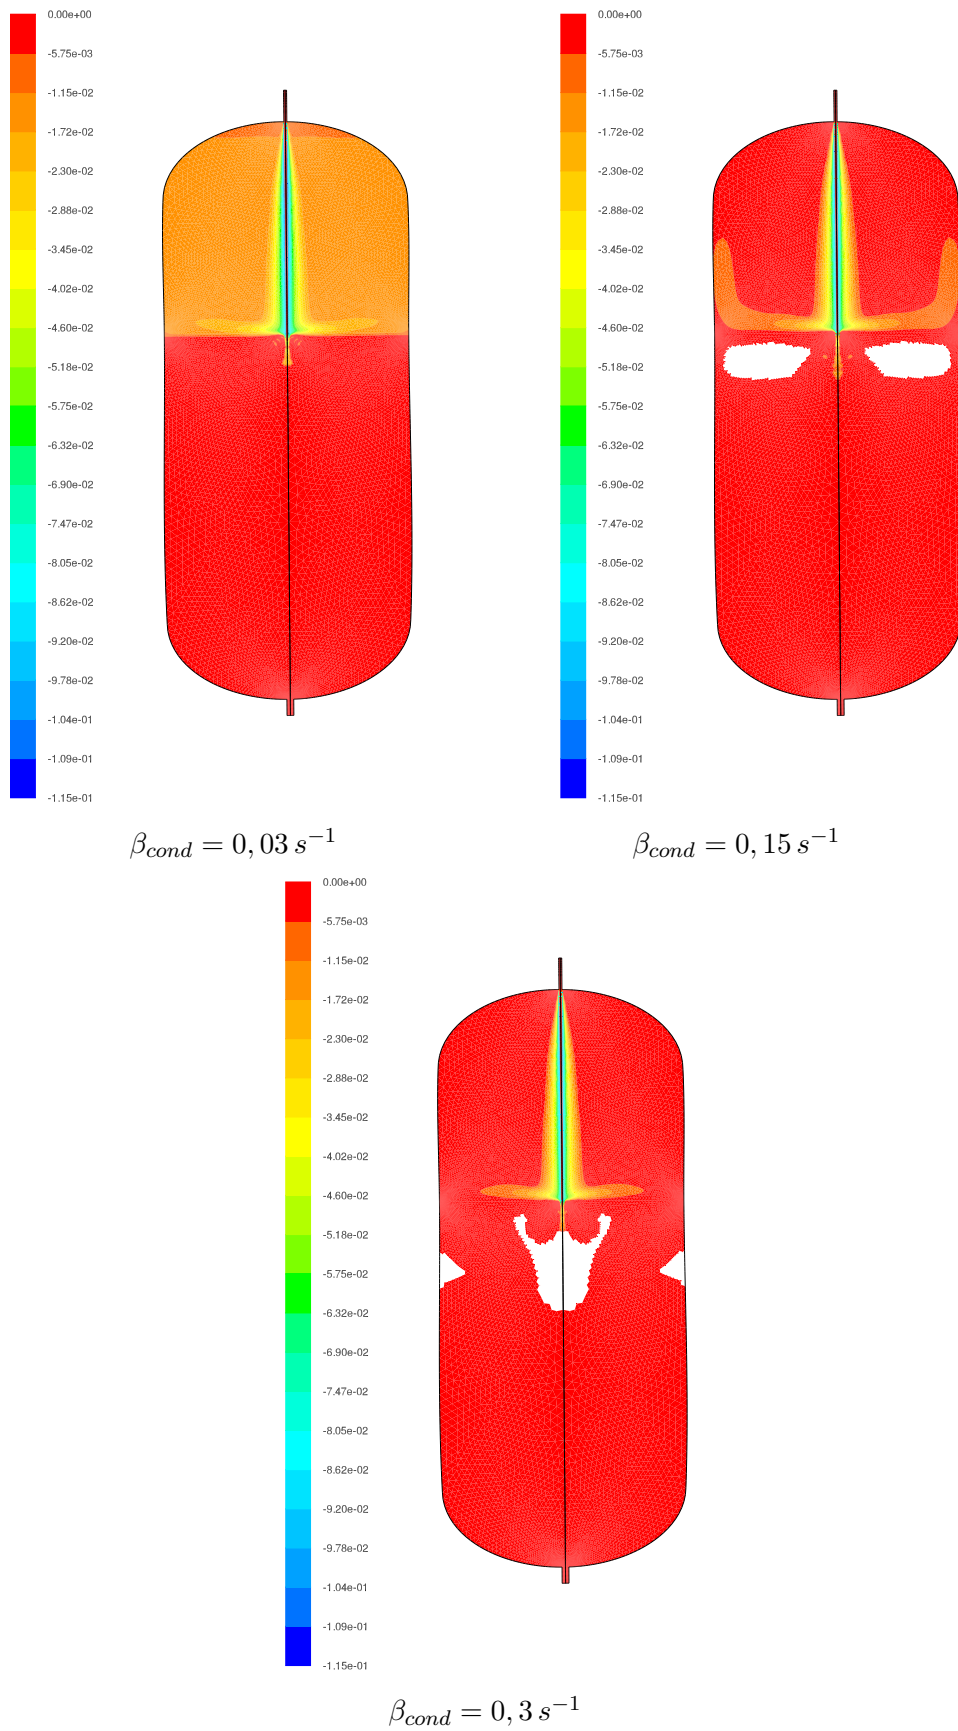 0.00e+00
-5.75e-03
-1.15e-02
-1.72e-02
-2.30e-02
-2.88e-02
-3.45e-02
-4.02e-02
-4.60e-02
-5.18e-02
-5.75e-02
-6.32e-02
-6.90e-02
-7.47e-02
-8.05e-02
-8.62e-02
-9.20e-02
-9.78e-02
-1.04e-01
-1.09e-01
-1.15e-01
β_{cond} = 0, 03 s^{-1}
0.00e+00
-5.75e-03
-1.15e-02
-1.72e-02
-2.30e-02
-2.88e-02
-3.45e-02
-4.02e-02
-4.60e-02
-5.18e-02
-5.75e-02
-6.32e-02
-6.90e-02
-7.47e-02
-8.05e-02
-8.62e-02
-9.20e-02
-9.78e-02
-1.04e-01
-1.09e-01
-1.15e-01
β_{cond} = 0, 15 s^{-1}
0.00e+00
-5.75e-03
-1.15e-02
-1.72e-02
-2.30e-02
-2.88e-02
-3.45e-02
-4.02e-02
-4.60e-02
-5.18e-02
-5.75e-02
-6.32e-02
-6.90e-02
-7.47e-02
-8.05e-02
-8.62e-02
-9.20e-02
-9.78e-02
-1.04e-01
-1.09e-01
-1.15e-01
β_{cond} = 0, 3 s^{-1}